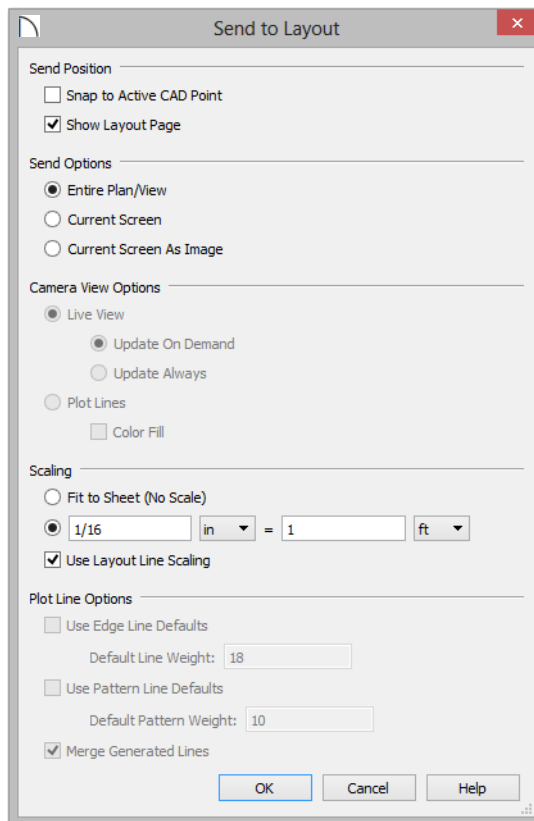 Send to Layout
Send Position
Snap to Active CAD Point
Show Layout Page
Send Options
Entire Plan/View
Current Screen
Current Screen As Image
Camera View Options
Live View
Update On Demand
Update Always
Plot Lines
Color Fill
Scaling
Fit to Sheet (No Scale)
1/16 in = 1 ft
Use Layout Line Scaling
Plot Line Options
Use Edge Line Defaults
Default Line Weight: 18
Use Pattern Line Defaults
Default Pattern Weight: 10
Merge Generated Lines
OK Cancel Help